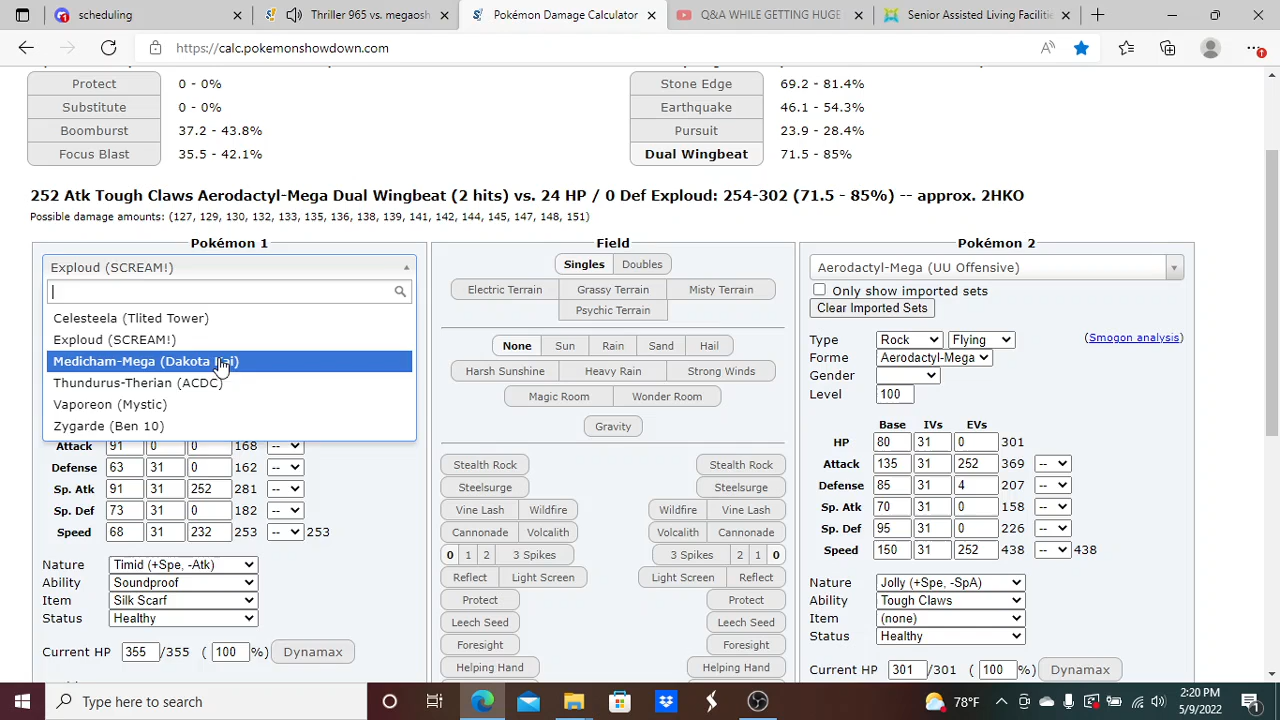 scheduling
Thriller 965 vs. megaosh
Pokémon Damage Calculator
Q&A WHILE GETTING HUGE
Senior Assisted Living Faciliti
https://calc.pokemonshowdown.com
Protect 0 - 0%
Substitute 0 - 0%
Boomburst 37.2 - 43.8%
Focus Blast 35.5 - 42.1%
Stone Edge 69.2 - 81.4%
Earthquake 46.1 - 54.3%
Pursuit 23.9 - 28.4%
Dual Wingbeat 71.5 - 85%
252 Atk Tough Claws Aerodactyl-Mega Dual Wingbeat (2 hits) vs. 24 HP / 0 Def Exploud: 254-302 (71.5 - 85%) -- approx. 2HKO
Possible damage amounts: (127, 129, 130, 132, 133, 135, 136, 138, 139, 141, 142, 144, 145, 147, 148, 151)
Pokémon 1
Exploud (SCREAM!)
Celesteela (Tlited Tower)
Exploud (SCREAM!)
Medicham-Mega (Dakota
Thundurus-Therian (ACDC)
Vaporeon (Mystic)
Zygarde (Ben 10)
Attack 91 0 0 168 --
Defense 63 31 0 162 --
Sp. Atk 91 31 252 281 --
Sp. Def 73 31 0 182 --
Speed 68 31 232 253 -- 253
Nature Timid (+Spe, -Atk)
Ability Soundproof
Item Silk Scarf
Status Healthy
Current HP 355 /355 ( 100 %) Dynamax
Field
Singles Doubles
Electric Terrain Grassy Terrain Misty Terrain
Psychic Terrain
None Sun Rain Sand Hail
Harsh Sunshine Heavy Rain Strong Winds
Magic Room Wonder Room
Gravity
Stealth Rock Stealth Rock
Steelsurge Steelsurge
Vine Lash Wildfire Wildfire Vine Lash
Cannonade Volcalith Volcalith Cannonade
0 1 2 3 Spikes 3 Spikes 2 1 0
Reflect Light Screen Light Screen Reflect
Protect Protect
Leech Seed Leech Seed
Foresight Foresight
Helping Hand Helping Hand
Pokémon 2
Aerodactyl-Mega (UU Offensive)
Only show imported sets
Clear Imported Sets
Type Rock Flying (Smogon analysis)
Forme Aerodactyl-Mega
Gender
Level 100
Base IVs EVs
HP 80 31 0 301
Attack 135 31 252 369 --
Defense 85 31 4 207 --
Sp. Atk 70 31 0 158 --
Sp. Def 95 31 0 226 --
Speed 150 31 252 438 -- 438
Nature Jolly (+Spe, -SpA)
Ability Tough Claws
Item (none)
Status Healthy
Current HP 301 /301 ( 100 %) Dynamax
Type here to search
78°F
2:20 PM
5/9/2022
1